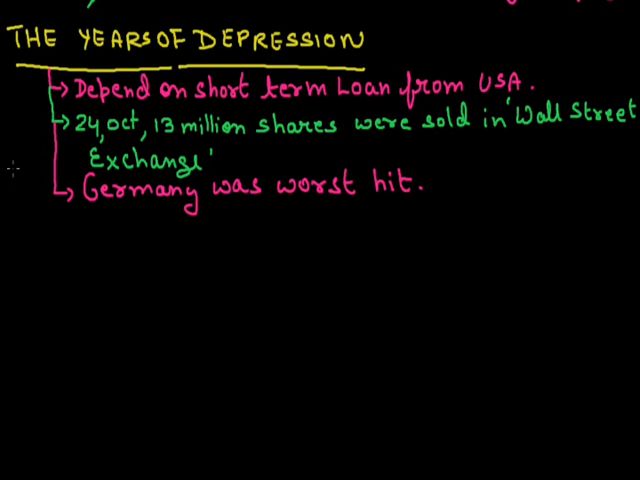 THE YEARS OF DEPRESSION
→ Depend on short term Loan from USA.
→ 24, oct, 13 million shares were sold in 'Wall Street
Exchange'
→ Germany was worst hit.